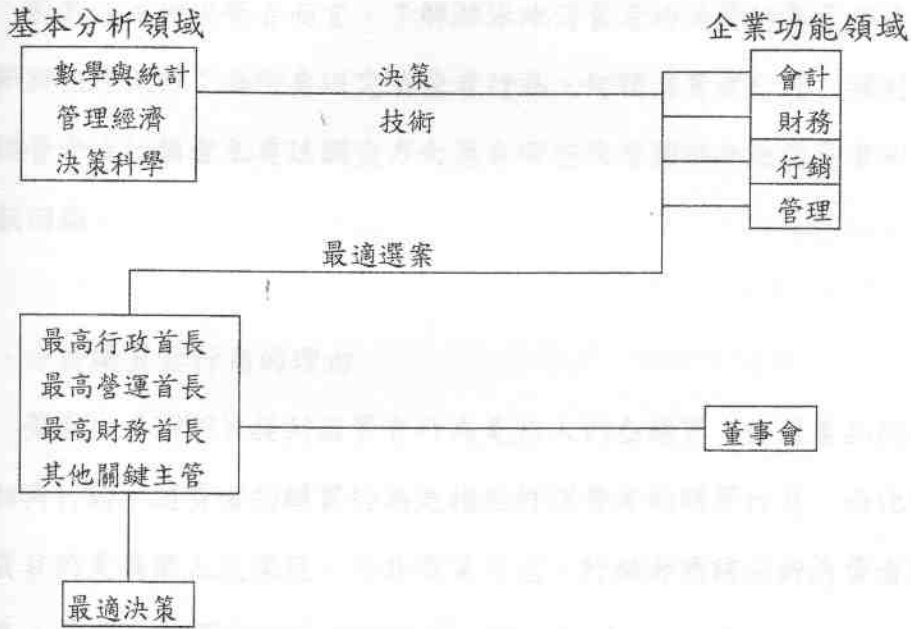 基本分析領域
企業功能領域
數學與統計
管理經濟
決策科學
決策
技術
會計
財務
行銷
管理
最適選案
最高行政首長
最高營運首長
最高財務首長
其他關鍵主管
董事會
最適決策